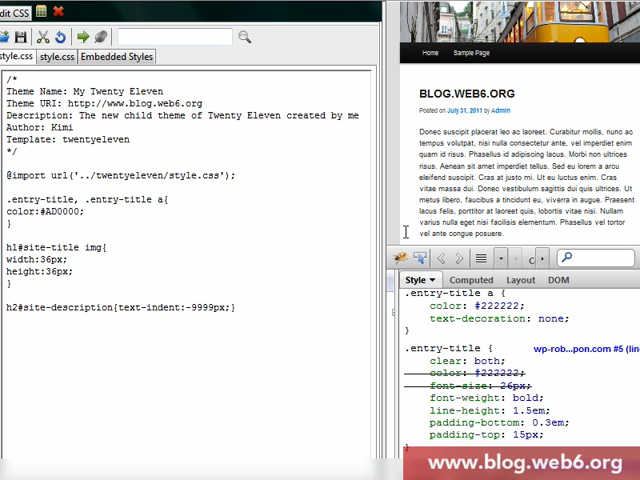 dit CSS
style.css
style.css
Embedded Styles
/*
Theme Name: My Twenty Eleven
Theme URI: http://www.blog.web6.org
Description: The new child theme of Twenty Eleven created by me
Author: Kimi
Template: twentyeleven
*/
@import url('../twentyeleven/style.css');
.entry-title, .entry-title a{
color:#AD0000;
}
h1#site-title img{
width:36px;
height:36px;
}
h2#site-description{text-indent:-9999px;}
Home Sample Page
BLOG.WEB6.ORG
Posted on July 31, 2011 by Admin
Donec suscipit placerat leo ac laoreet. Curabitur mollis, nunc ac
tempus volutpat, nisi nulla consectetur ante, vel imperdiet enim
quam id risus. Phasellus id adipiscing lacus. Morbi non ultrices
risus. Aenean sit amet imperdiet tellus. Sed eu lorem a arcu
eleifend suscipit. Cras at justo mi. Ut eu luctus enim. Cras
vitae massa dui. Donec vestibulum sagittis dui quis ultrices. Ut
metus libero, faucibus a tincidunt eu, viverra in augue. Praesent
lacus felis, porttitor at laoreet quis, lobortis vitae nisi. Nullam
varius nulla eget nisi facilisis elementum. Phasellus vel tortor
vel ante congue posuere.
c
Style Computed Layout DOM
.entry-title a {
color: #222222;
text-decoration: none;
}
.entry-title { wp-rob...pon.com #5 (line
clear: both;
color: #222222;
font-size: 26px;
font-weight: bold;
line-height: 1.5em;
padding-bottom: 0.3em;
padding-top: 15px;
}
www.blog.web6.org